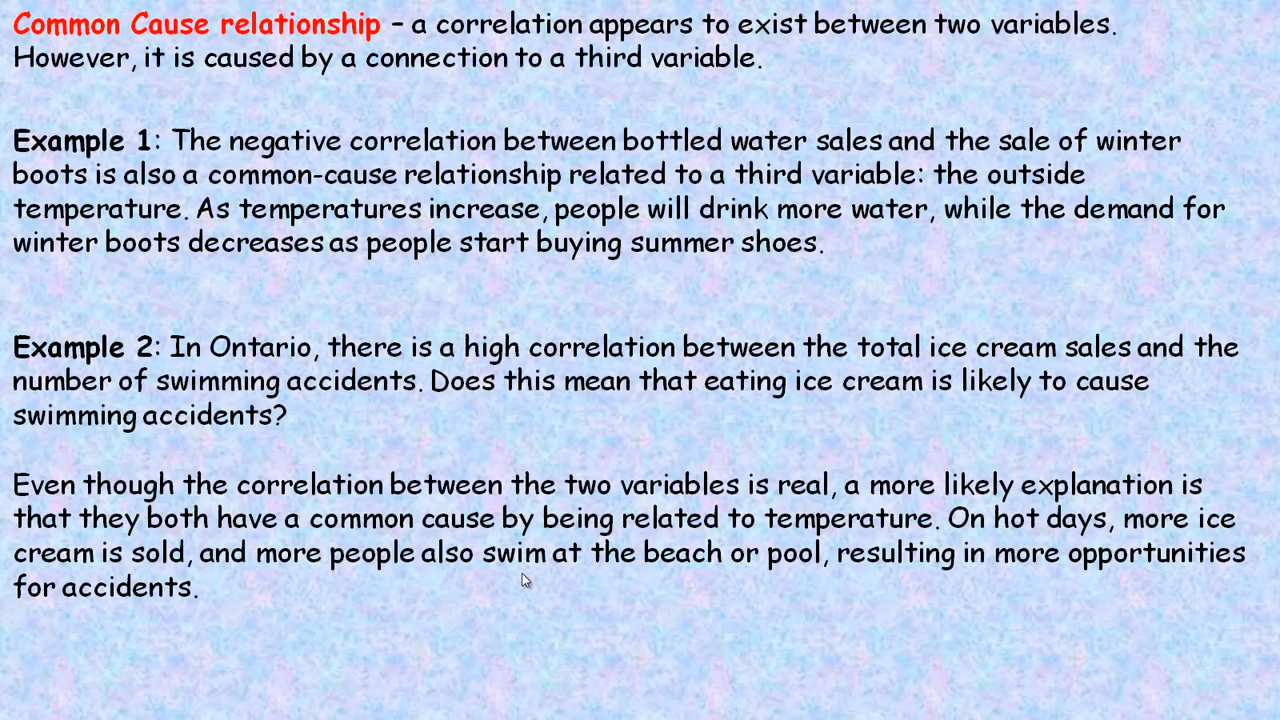 Common Cause relationship – a correlation appears to exist between two variables.
However, it is caused by a connection to a third variable.
Example 1: The negative correlation between bottled water sales and the sale of winter
boots is also a common-cause relationship related to a third variable: the outside
temperature. As temperatures increase, people will drink more water, while the demand for
winter boots decreases as people start buying summer shoes.
Example 2: In Ontario, there is a high correlation between the total ice cream sales and the
number of swimming accidents. Does this mean that eating ice cream is likely to cause
swimming accidents?
Even though the correlation between the two variables is real, a more likely explanation is
that they both have a common cause by being related to temperature. On hot days, more ice
cream is sold, and more people also swim at the beach or pool, resulting in more opportunities
for accidents.